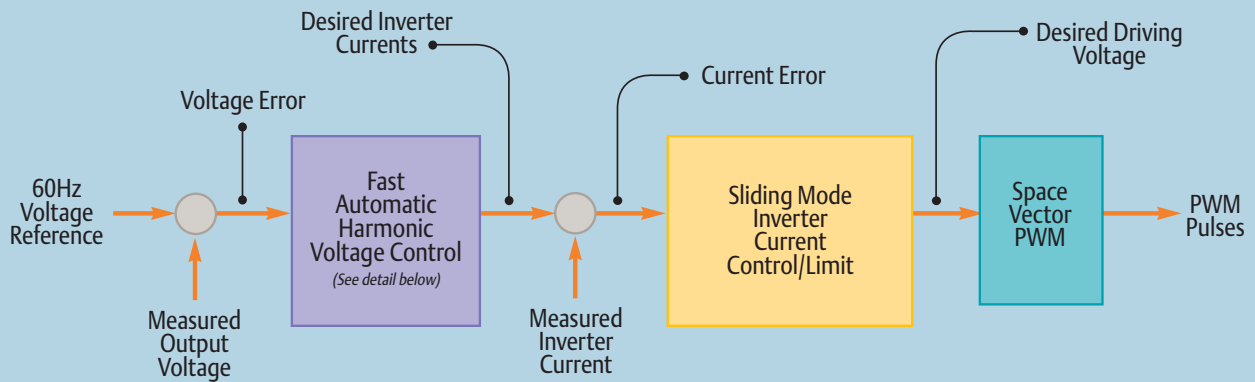 Desired Inverter
Currents
Desired Driving
Voltage
Current Error
Voltage Error
60Hz
Voltage
Reference
Fast
Automatic
Harmonic
Voltage Control
(See detail below)
Sliding Mode
Inverter
Current
Control/Limit
Space
Vector
PWM
PWM
Pulses
Measured
Output
Voltage
Measured
Inverter
Current